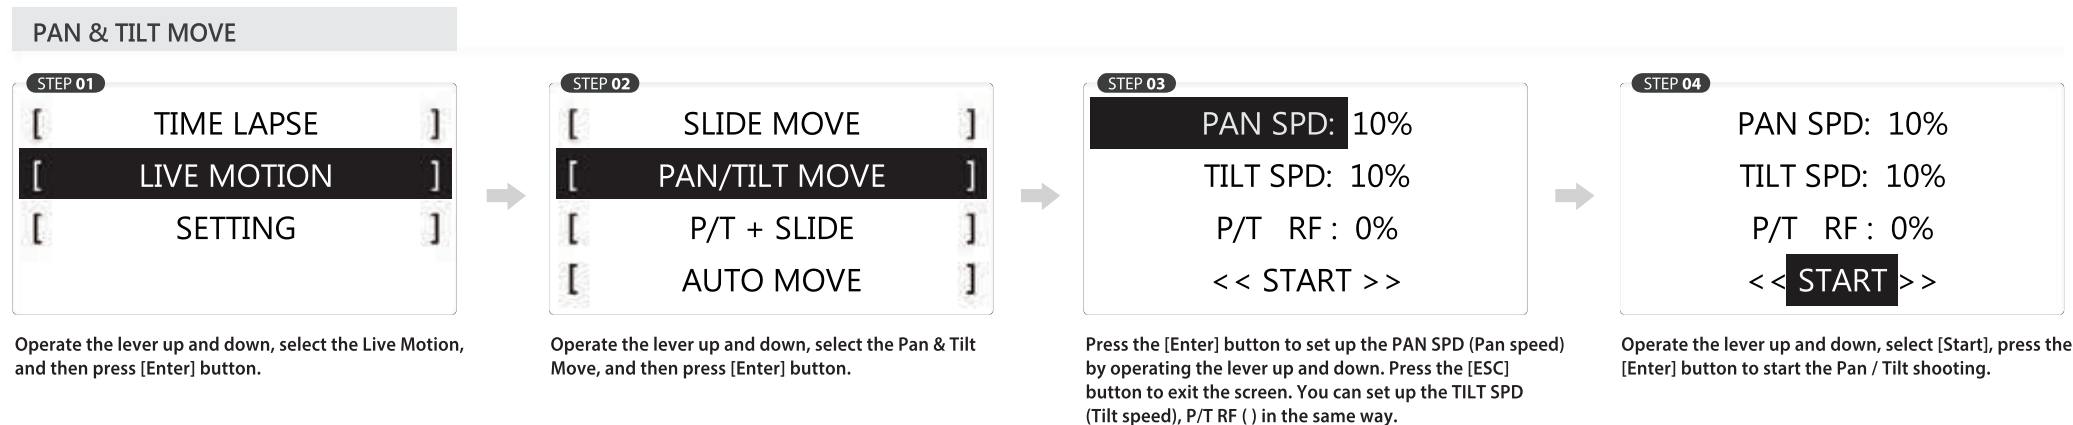 PAN & TILT MOVE
STEP 01
[ TIME LAPSE ]
[ LIVE MOTION ]
[ SETTING ]
Operate the lever up and down, select the Live Motion,
and then press [Enter] button.
STEP 02
[ SLIDE MOVE ]
[ PAN/TILT MOVE ]
[ P/T + SLIDE ]
[ AUTO MOVE ]
Operate the lever up and down, select the Pan & Tilt
Move, and then press [Enter] button.
STEP 03
PAN SPD: 10%
TILT SPD: 10%
P/T RF : 0%
<< START >>
Press the [Enter] button to set up the PAN SPD (Pan speed)
by operating the lever up and down. Press the [ESC]
button to exit the screen. You can set up the TILT SPD
(Tilt speed), P/T RF ( ) in the same way.
STEP 04
PAN SPD: 10%
TILT SPD: 10%
P/T RF : 0%
<< START >>
Operate the lever up and down, select [Start], press the
[Enter] button to start the Pan / Tilt shooting.